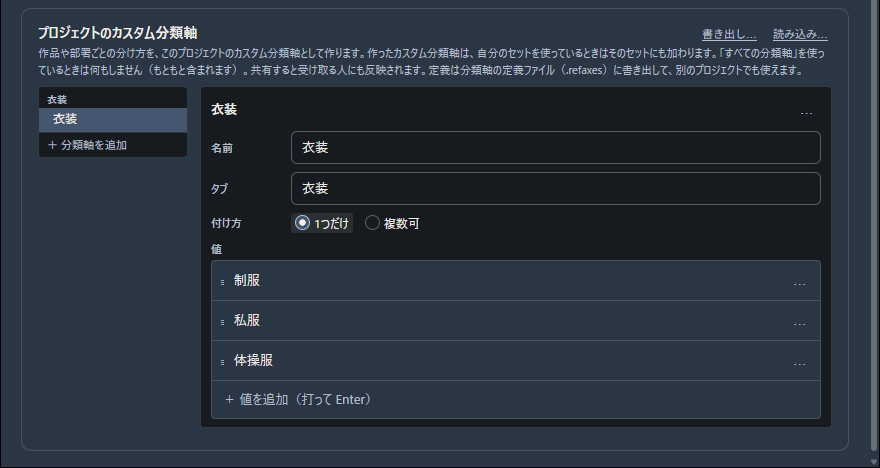 プロジェクトのカスタム分類軸
書き出し... 読み込み...
作品や部署ごとの分け方を、このプロジェクトのカスタム分類軸として作ります。作ったカスタム分類軸は、自分のセットを使っているときはそのセットにも加わります。「すべての分類軸」を使っ
ているときは何もしません（もともと含まれます）。共有すると受け取る人にも反映されます。定義は分類軸の定義ファイル（.refaxes）に書き出して、別のプロジェクトでも使えます。
衣装
衣装
＋ 分類軸を追加
衣装 ...
名前 衣装
タブ 衣装
付け方 1つだけ 複数可
値
制服 ...
私服 ...
体操服 ...
＋ 値を追加（打って Enter）